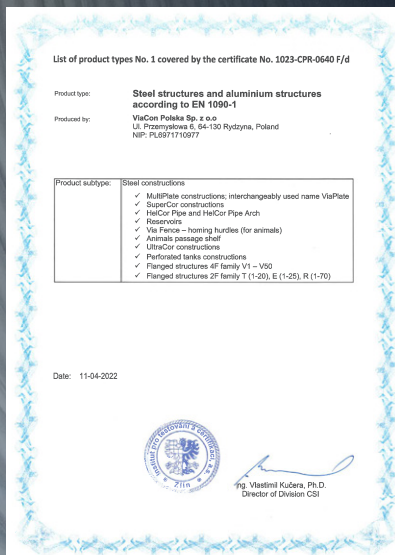 List of product types No. 1 covered by the certificate No. 1023-CPR-0640 F/d
Product type: Steel structures and aluminium structures
according to EN 1090-1
Produced by: ViaCon Polska Sp. z o.o
Ul. Przemysłowa 6, 64-130 Rydzyna, Poland
NIP: PL6971710977
Product subtype: Steel constructions
✓ MultiPlate constructions; interchangeably used name ViaPlate
✓ SuperCor constructions
✓ HelCor Pipe and HelCor Pipe Arch
✓ Reservoirs
✓ Via Fence – homing hurdles (for animals)
✓ Animals passage shelf
✓ UltraCor constructions
✓ Perforated tanks constructions
✓ Flanged structures 4F family V1 – V50
✓ Flanged structures 2F family T (1-20), E (1-25), R (1-70)
Date: 11-04-2022
Institut pro testování a certifikaci, a.s.
Zlín
Ing. Vlastimil Kučera, Ph.D.
Director of Division CSI